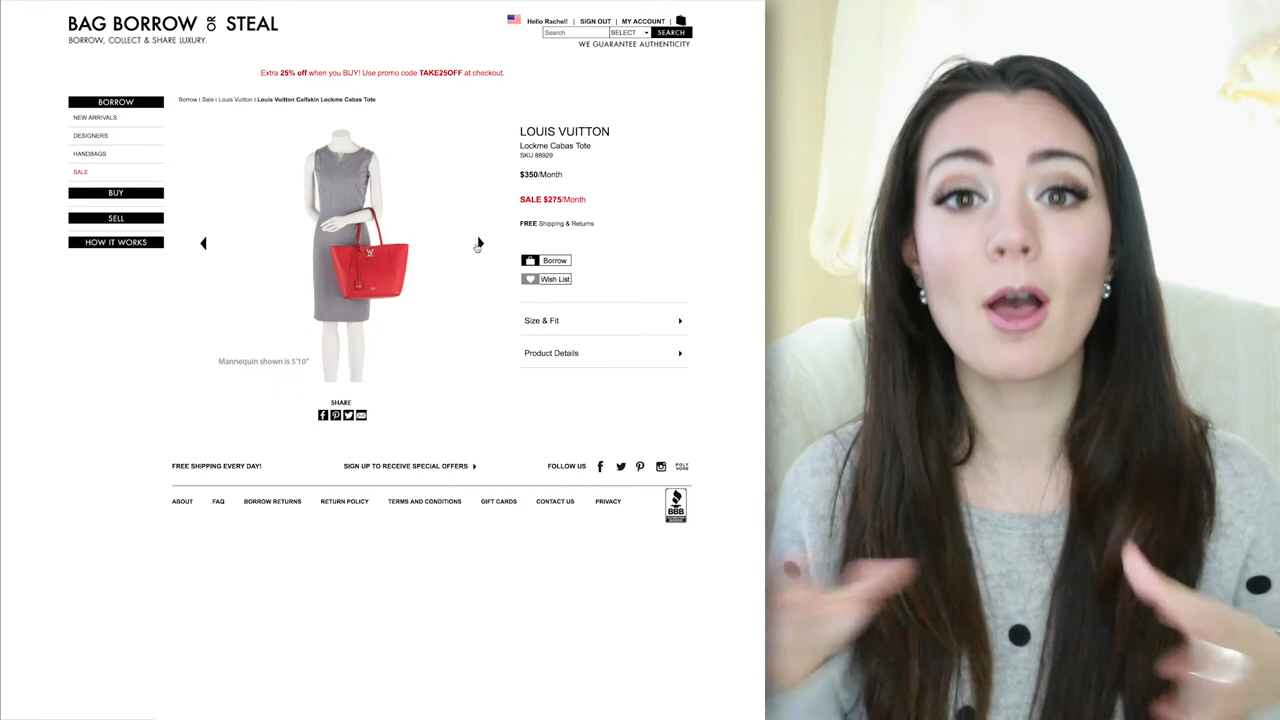 BAG BORROW OR STEAL
BORROW, COLLECT & SHARE LUXURY.
Hello Rachel! | SIGN OUT | MY ACCOUNT |
Search SELECT SEARCH
WE GUARANTEE AUTHENTICITY
Extra 25% off when you BUY! Use promo code TAKE25OFF at checkout.
BORROW
NEW ARRIVALS
DESIGNERS
HANDBAGS
SALE
BUY
SELL
HOW IT WORKS
Borrow | Sale | Louis Vuitton | Louis Vuitton Calfskin Lockme Cabas Tote
Mannequin shown is 5'10"
SHARE
LOUIS VUITTON
Lockme Cabas Tote
SKU 88929
$350/Month
SALE $275/Month
FREE Shipping & Returns
Borrow
Wish List
Size & Fit
Product Details
FREE SHIPPING EVERY DAY! SIGN UP TO RECEIVE SPECIAL OFFERS FOLLOW US POLYVORE
ABOUT FAQ BORROW RETURNS RETURN POLICY TERMS AND CONDITIONS GIFT CARDS CONTACT US PRIVACY
BBB